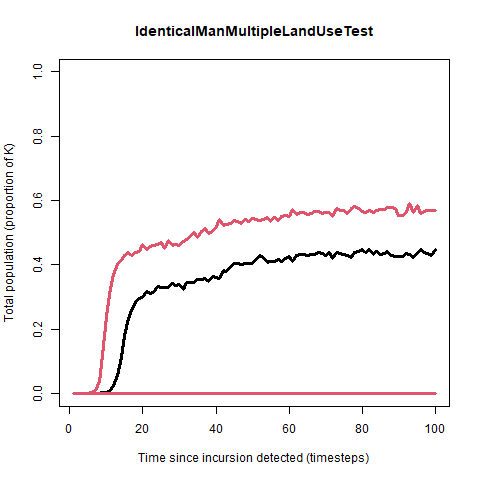 IdenticalManMultipleLandUseTest
Total population (proportion of K)
1.0
0.8
0.6
0.4
0.2
0.0
0 20 40 60 80 100
Time since incursion detected (timesteps)